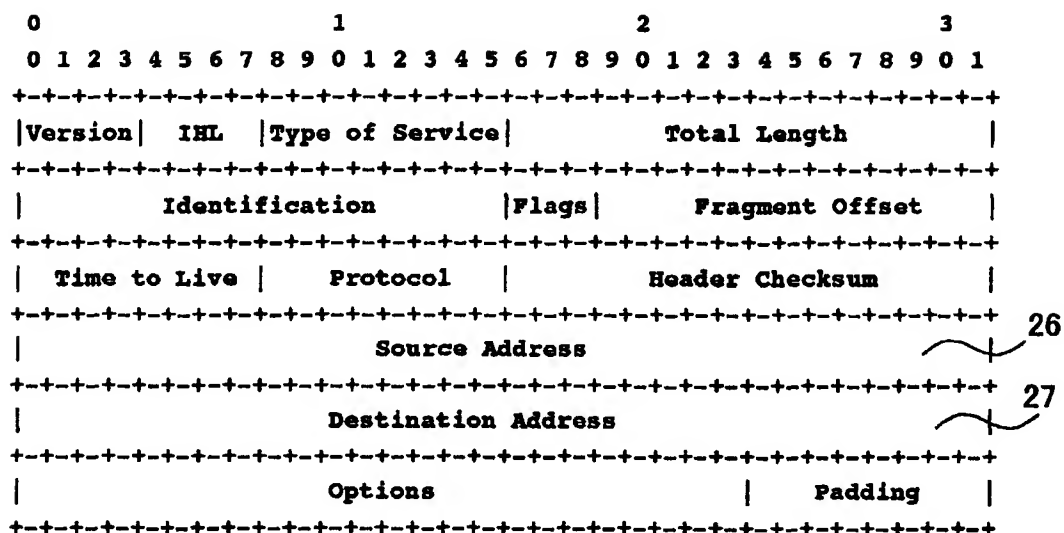 0                   1                   2                   3
0 1 2 3 4 5 6 7 8 9 0 1 2 3 4 5 6 7 8 9 0 1 2 3 4 5 6 7 8 9 0 1
+-+-+-+-+-+-+-+-+-+-+-+-+-+-+-+-+-+-+-+-+-+-+-+-+-+-+-+-+-+-+-+-+
|Version| IHL |Type of Service| Total Length |
+-+-+-+-+-+-+-+-+-+-+-+-+-+-+-+-+-+-+-+-+-+-+-+-+-+-+-+-+-+-+-+-+
| Identification |Flags| Fragment Offset |
+-+-+-+-+-+-+-+-+-+-+-+-+-+-+-+-+-+-+-+-+-+-+-+-+-+-+-+-+-+-+-+-+
| Time to Live | Protocol | Header Checksum |
+-+-+-+-+-+-+-+-+-+-+-+-+-+-+-+-+-+-+-+-+-+-+-+-+-+-+-+-+-+-+-+-+
| Source Address | 26
+-+-+-+-+-+-+-+-+-+-+-+-+-+-+-+-+-+-+-+-+-+-+-+-+-+-+-+-+-+-+-+-+
| Destination Address | 27
+-+-+-+-+-+-+-+-+-+-+-+-+-+-+-+-+-+-+-+-+-+-+-+-+-+-+-+-+-+-+-+-+
| Options | Padding |
+-+-+-+-+-+-+-+-+-+-+-+-+-+-+-+-+-+-+-+-+-+-+-+-+-+-+-+-+-+-+-+-+